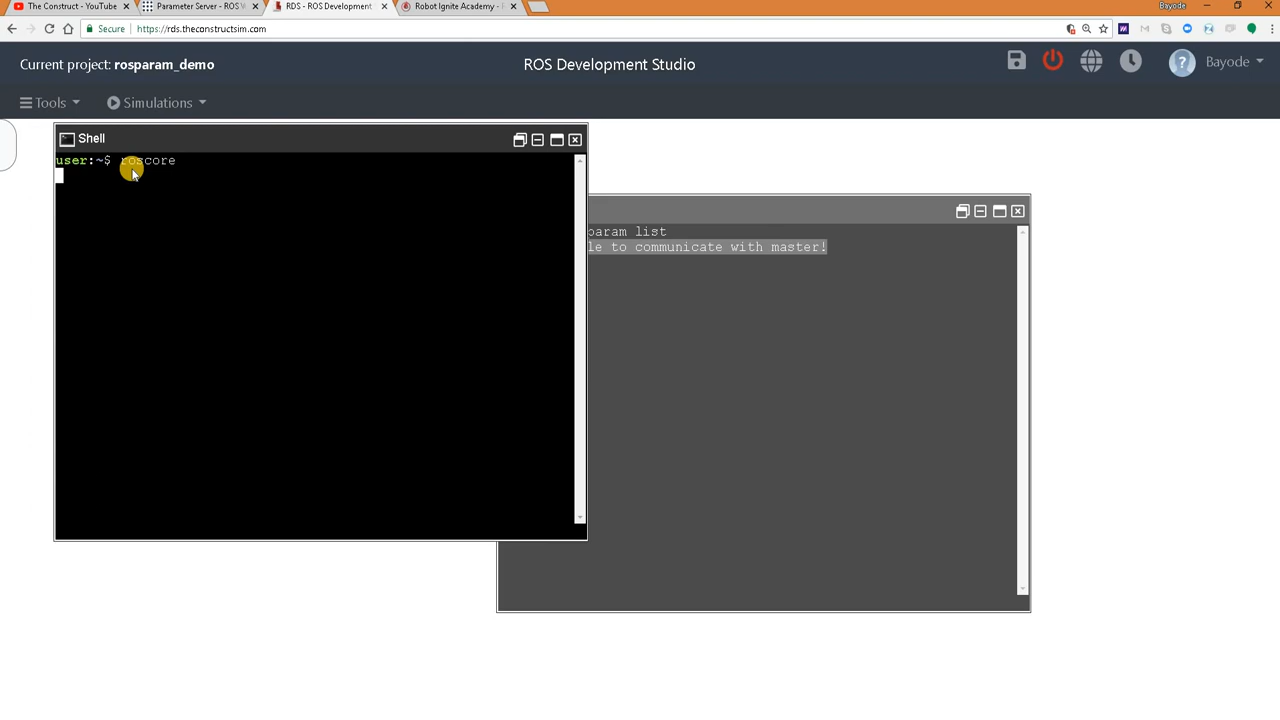 The Construct - YouTube
Parameter Server - ROS W
RDS - ROS Development
Robot Ignite Academy -
Bayode
Secure
https://rds.theconstructsim.com
Current project: rosparam_demo
ROS Development Studio
Bayode
Tools
Simulations
Shell
user:~$ roscore
param list
le to communicate with master!